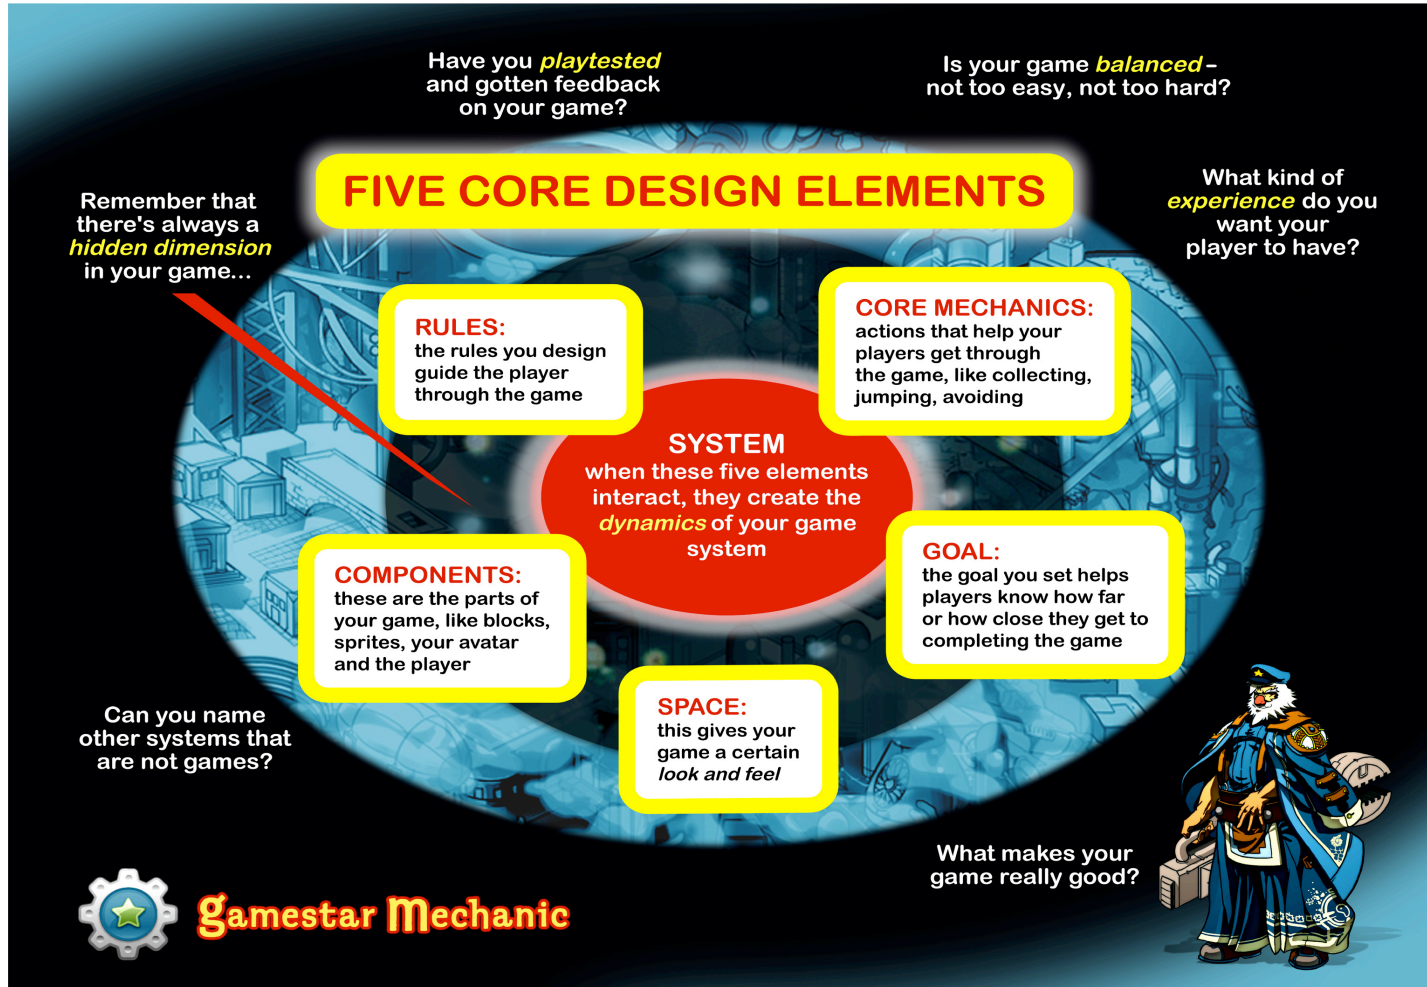 Have you playtested
and gotten feedback
on your game?
Is your game balanced –
not too easy, not too hard?
FIVE CORE DESIGN ELEMENTS
Remember that
there's always a
hidden dimension
in your game...
What kind of
experience do you
want your
player to have?
RULES:
the rules you design
guide the player
through the game
CORE MECHANICS:
actions that help your
players get through
the game, like collecting,
jumping, avoiding
SYSTEM
when these five elements
interact, they create the
dynamics of your game
system
COMPONENTS:
these are the parts of
your game, like blocks,
sprites, your avatar
and the player
GOAL:
the goal you set helps
players know how far
or how close they get to
completing the game
SPACE:
this gives your
game a certain
look and feel
Can you name
other systems that
are not games?
What makes your
game really good?
gamestar mechanic